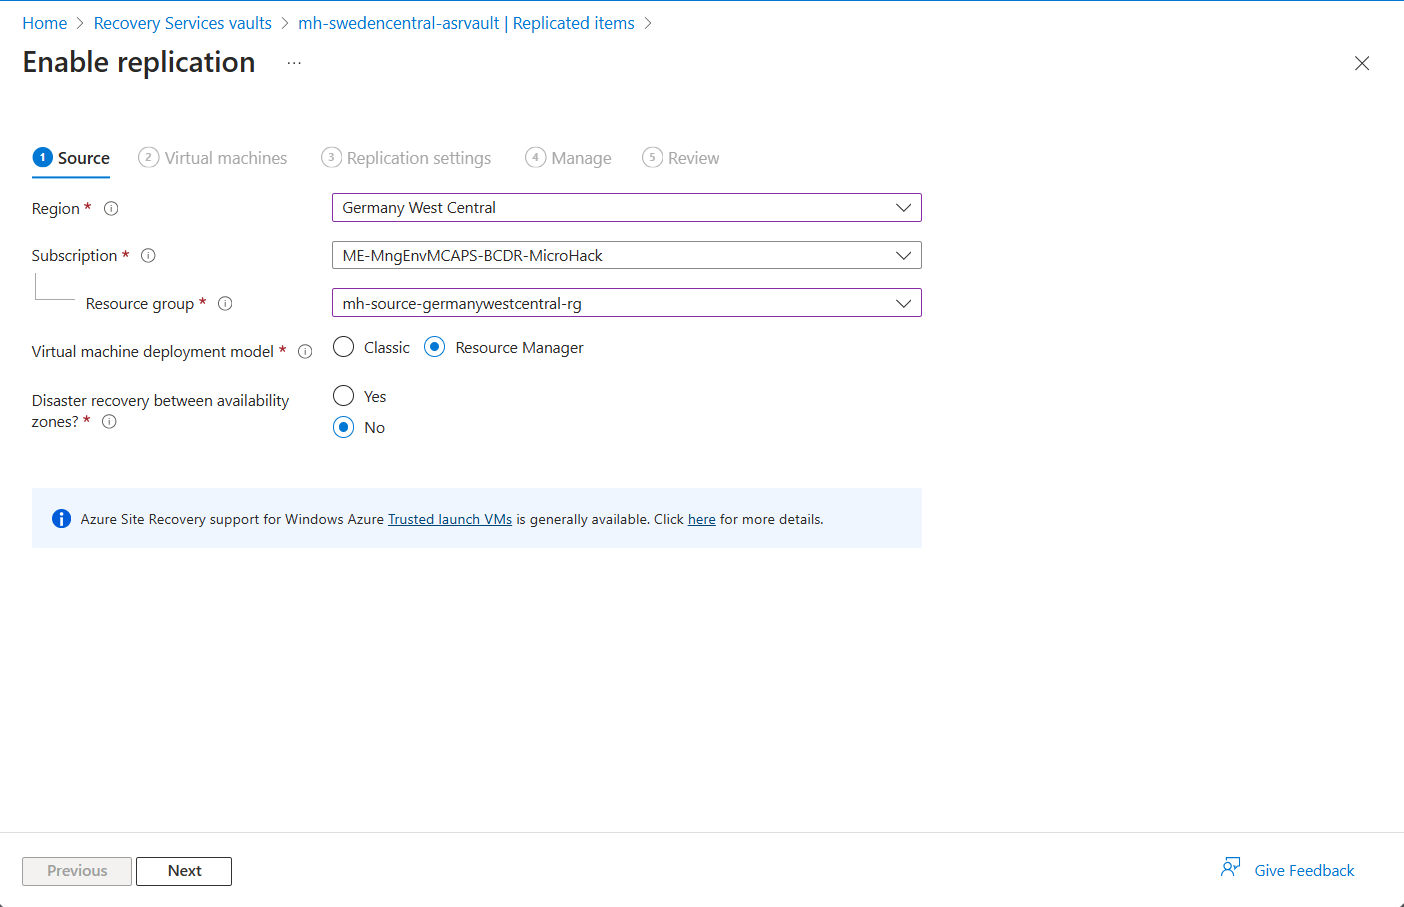 Home > Recovery Services vaults > mh-swedencentral-asrvault | Replicated items >
Enable replication ...
1 Source 2 Virtual machines 3 Replication settings 4 Manage 5 Review
Region * Germany West Central
Subscription * ME-MngEnvMCAPS-BCDR-MicroHack
Resource group * mh-source-germanywestcentral-rg
Virtual machine deployment model * Classic Resource Manager
Disaster recovery between availability zones? *
Yes
No
Azure Site Recovery support for Windows Azure Trusted launch VMs is generally available. Click here for more details.
Previous Next Give Feedback